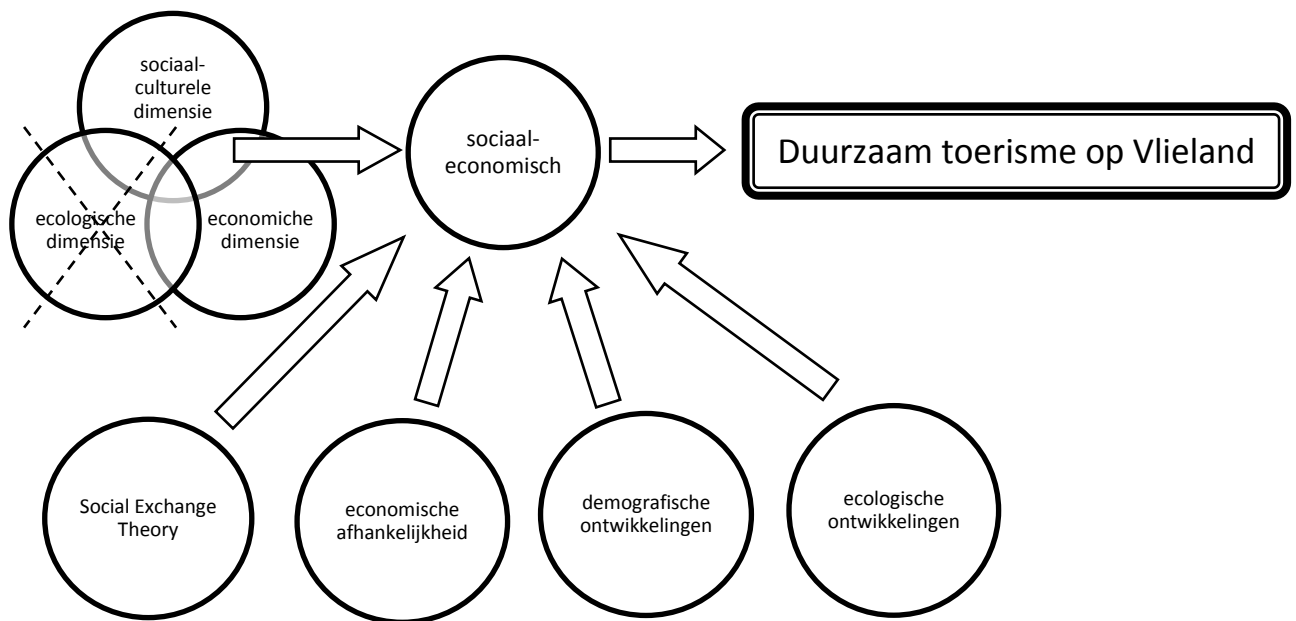 sociaal-
culturele
dimensie
ecologische
dimensie
economiche
dimensie
sociaal-
economisch
Duurzaam toerisme op Vlieland
Social Exchange
Theory
economische
afhankelijkheid
demografische
ontwikkelingen
ecologische
ontwikkelingen